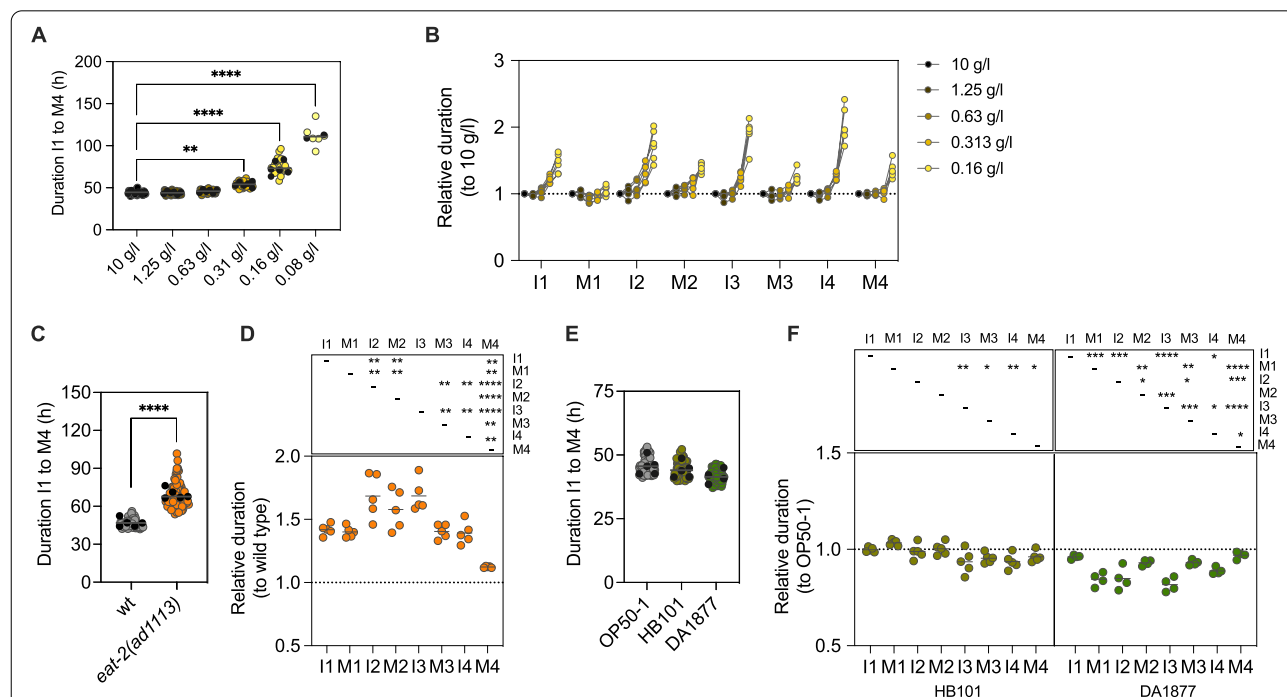 A
Duration I1 to M4 (h)
200
150
100
50
0
****
****
**
10 g/l
1.25 g/l
0.63 g/l
0.31 g/l
0.16 g/l
0.08 g/l
B
Relative duration
(to 10 g/l)
3
2
1
I1 M1 I2 M2 I3 M3 I4 M4
10 g/l
1.25 g/l
0.63 g/l
0.313 g/l
0.16 g/l
C
Duration I1 to M4 (h)
150
120
90
60
30
0
****
wt
eat-2(ad1113)
D
I1 M1 I2 M2 I3 M3 I4 M4
- ** ** ** I1
- ** ** ** M1
- ** ** **** I2
- **** M2
- ** ** **** I3
- ** M3
- ** I4
- M4
Relative duration
(to wild type)
2.0
1.5
1.0
0.5
I1 M1 I2 M2 I3 M3 I4 M4
E
Duration I1 to M4 (h)
75
50
25
0
OP50-1
HB101
DA1877
F
I1 M1 I2 M2 I3 M3 I4 M4 I1 M1 I2 M2 I3 M3 I4 M4
- - *** *** **** * I1
- ** * ** * - ** ** **** M1
- - * * *** I2
- - *** M2
- - *** * **** I3
- - M3
- - * I4
- - M4
Relative duration
(to OP50-1)
1.5
1.0
0.5
I1 M1 I2 M2 I3 M3 I4 M4 I1 M1 I2 M2 I3 M3 I4 M4
HB101 DA1877